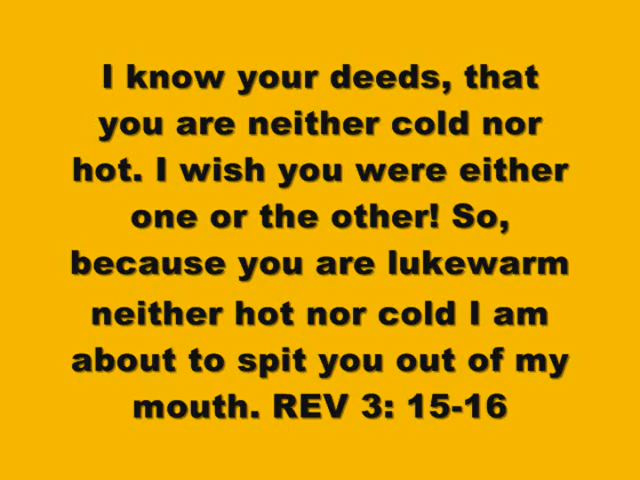 I know your deeds, that
you are neither cold nor
hot. I wish you were either
one or the other! So,
because you are lukewarm
neither hot nor cold I am
about to spit you out of my
mouth. REV 3: 15-16